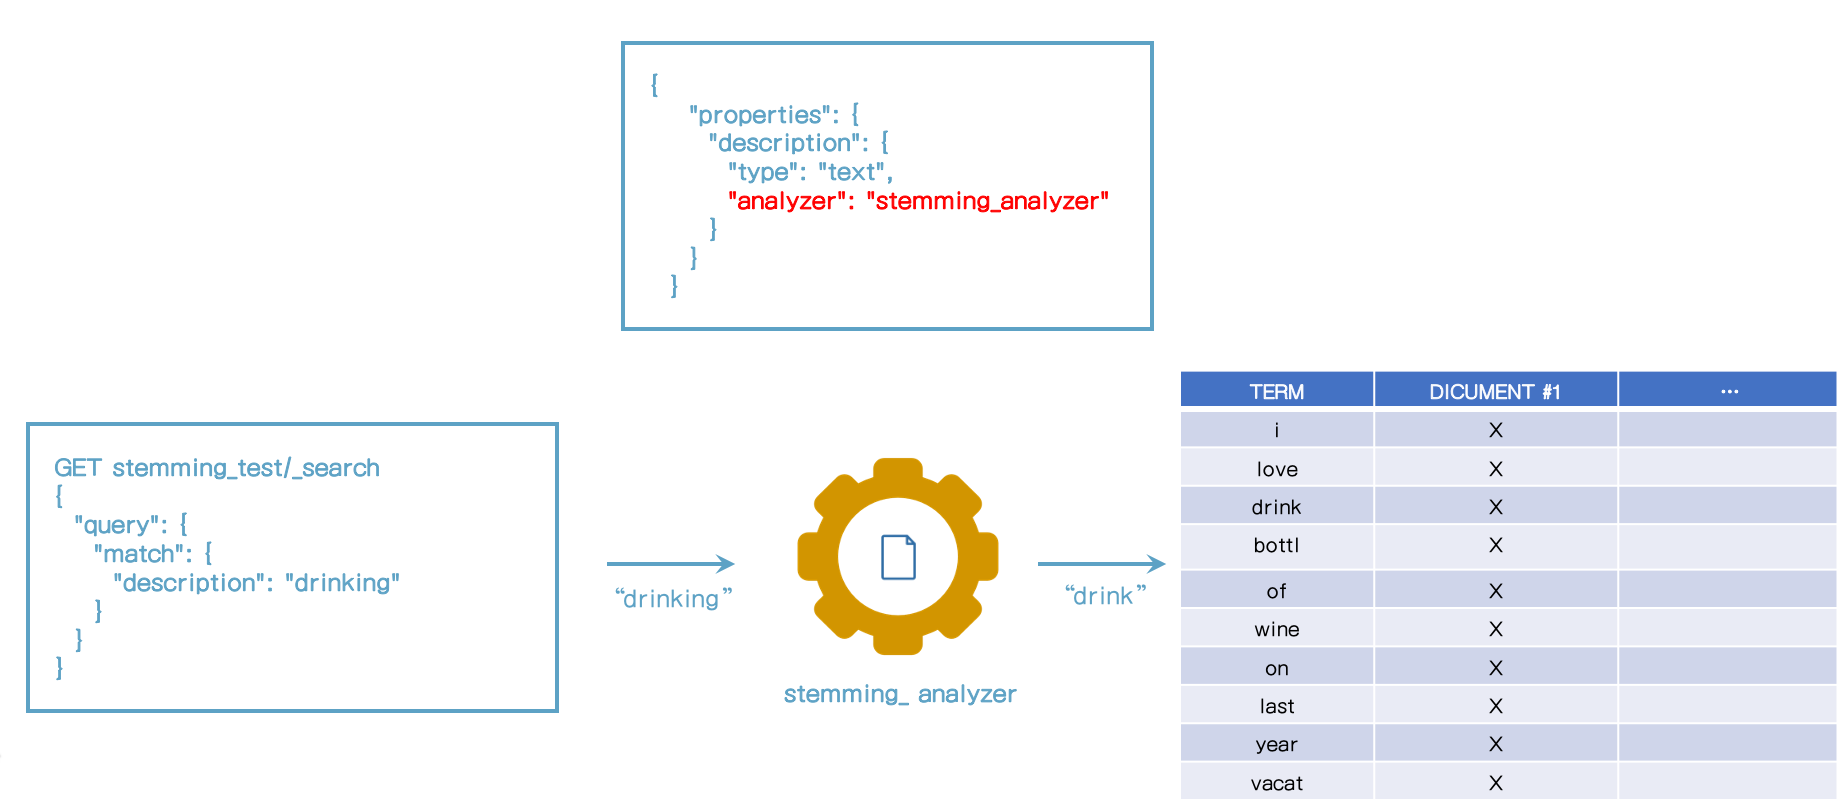 {
"properties": {
"description": {
"type": "text",
"analyzer": "stemming_analyzer"
}
}
}
GET stemming_test/_search
{
"query": {
"match": {
"description": "drinking"
}
}
}
“drinking”
stemming_ analyzer
“drink”
TERM DICUMENT #1 ...
i X
love X
drink X
bottl X
of X
wine X
on X
last X
year X
vacat X